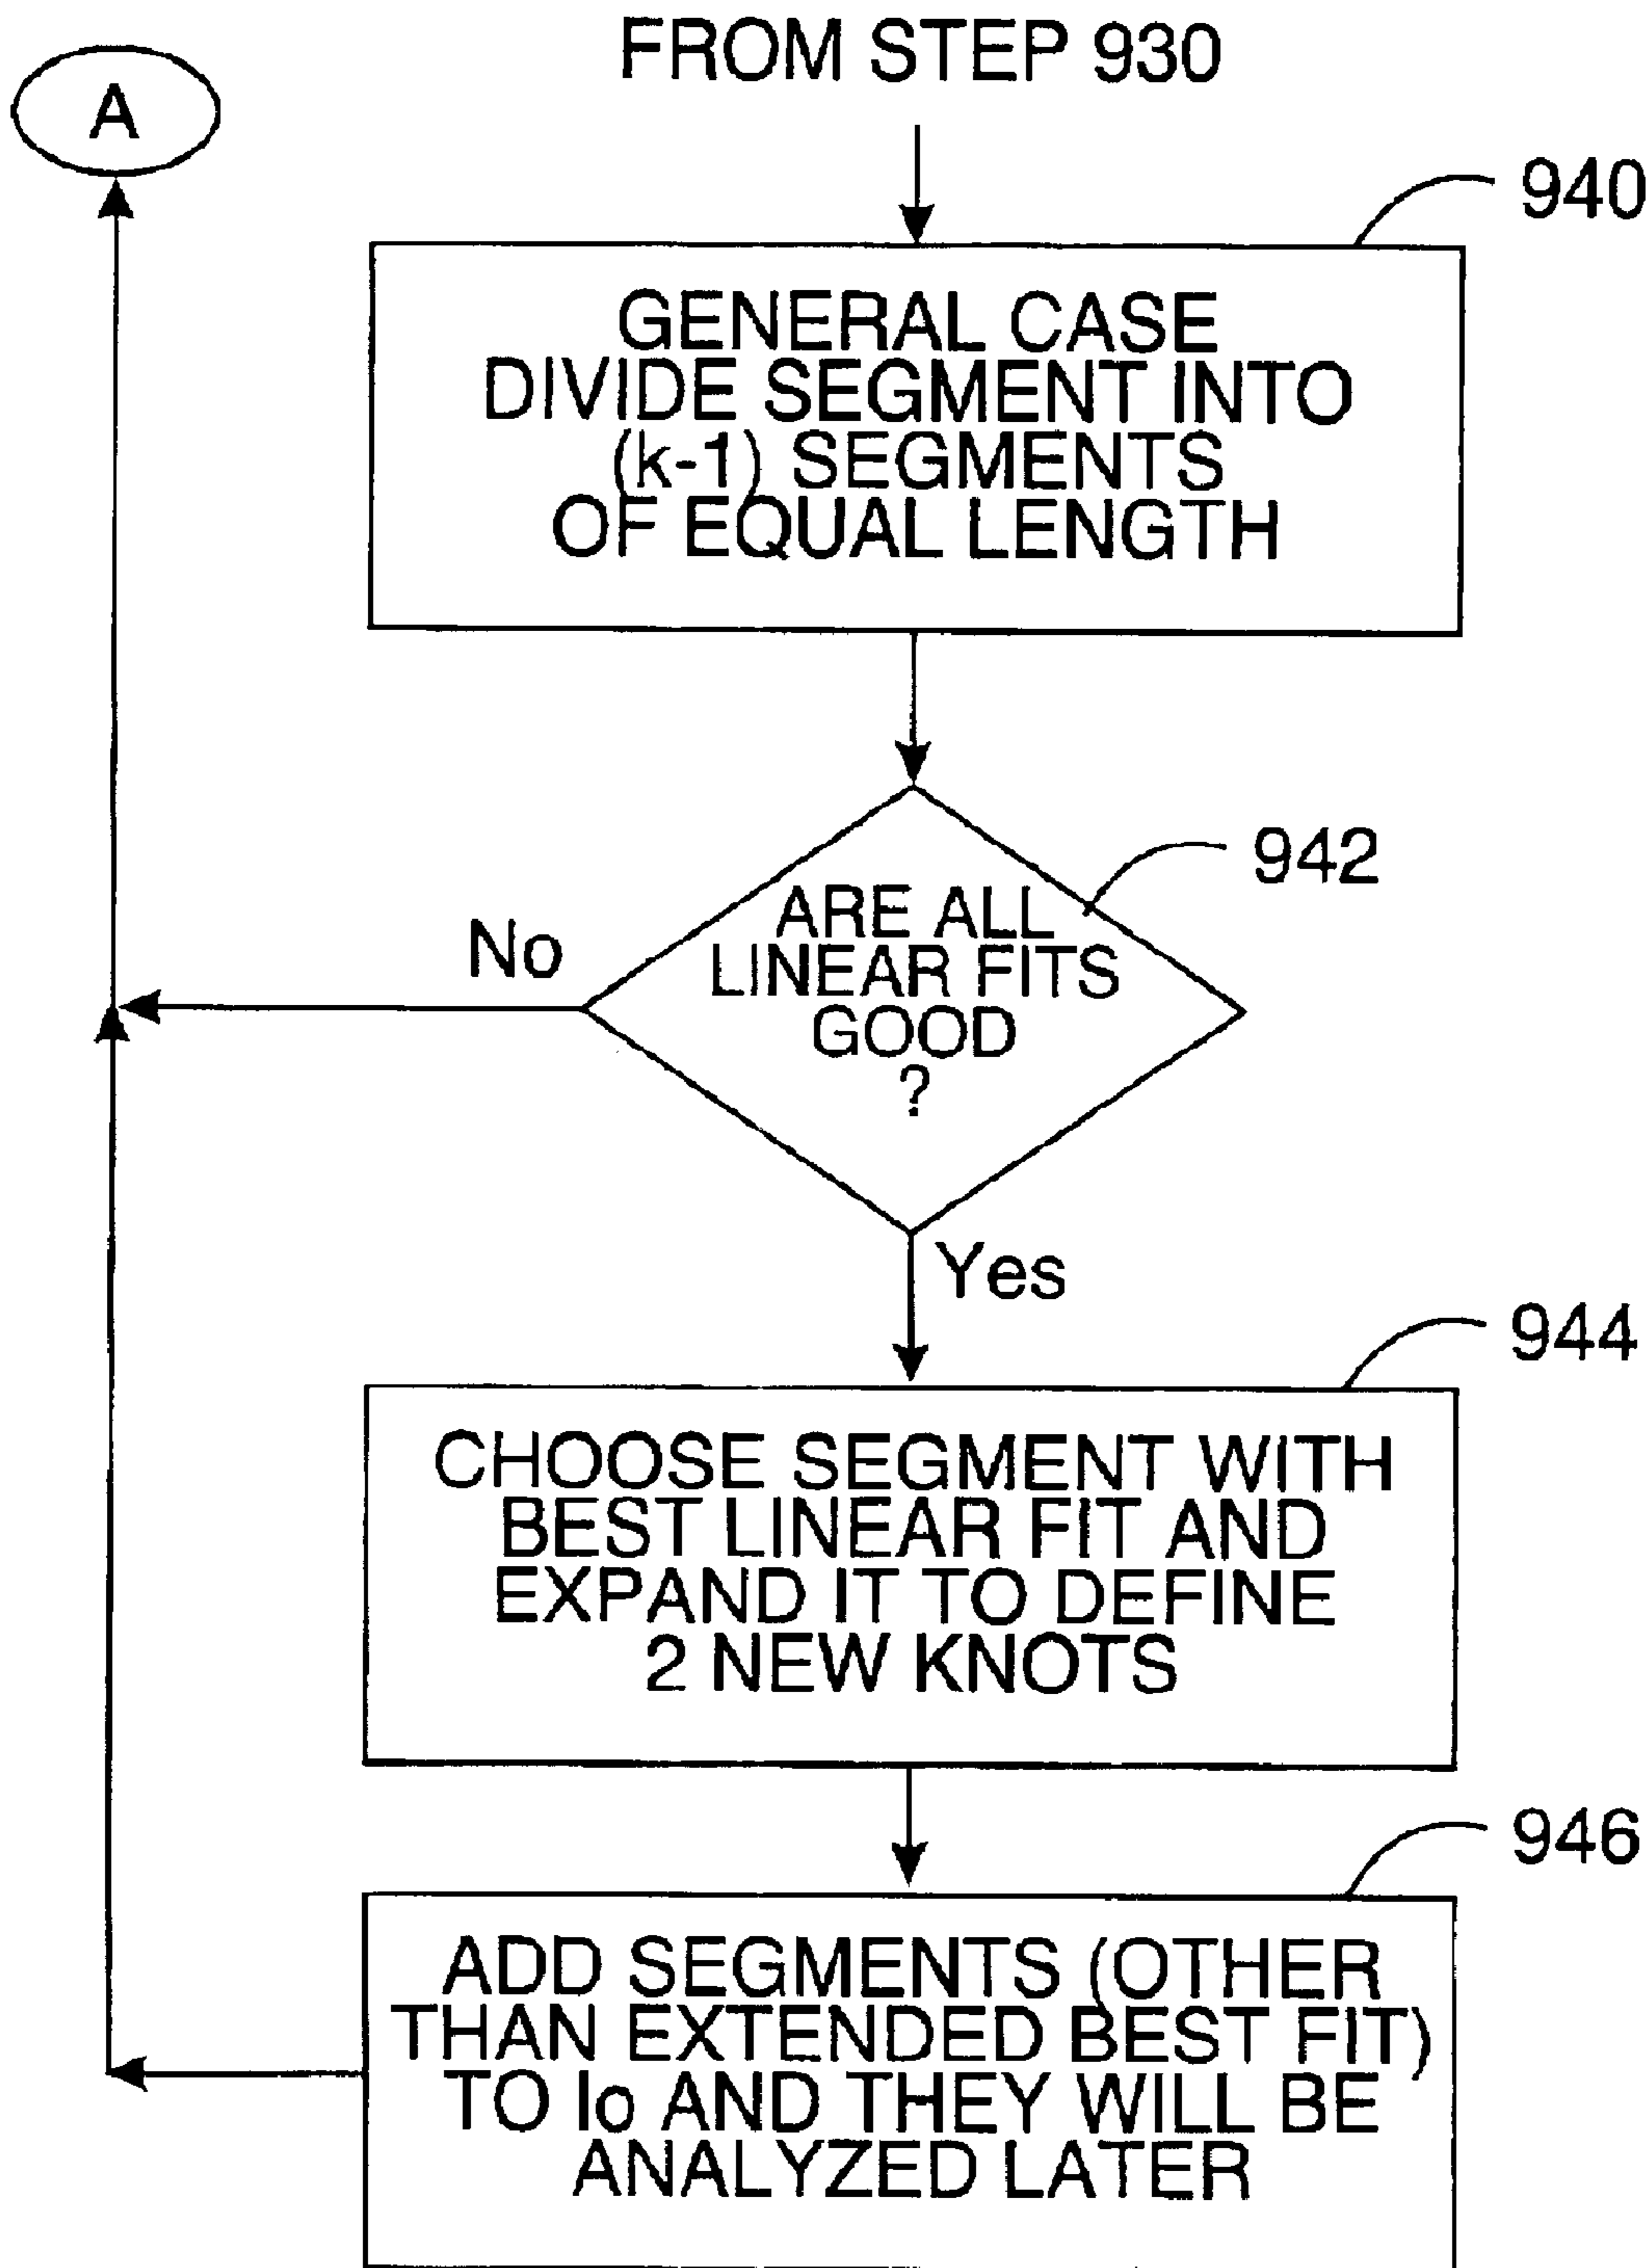 A
FROM STEP 930
940
GENERAL CASE
DIVIDE SEGMENT INTO
(k-1) SEGMENTS
OF EQUAL LENGTH
942
ARE ALL
LINEAR FITS
GOOD
?
No
Yes
944
CHOOSE SEGMENT WITH
BEST LINEAR FIT AND
EXPAND IT TO DEFINE
2 NEW KNOTS
946
ADD SEGMENTS (OTHER
THAN EXTENDED BEST FIT)
TO Io AND THEY WILL BE
ANALYZED LATER